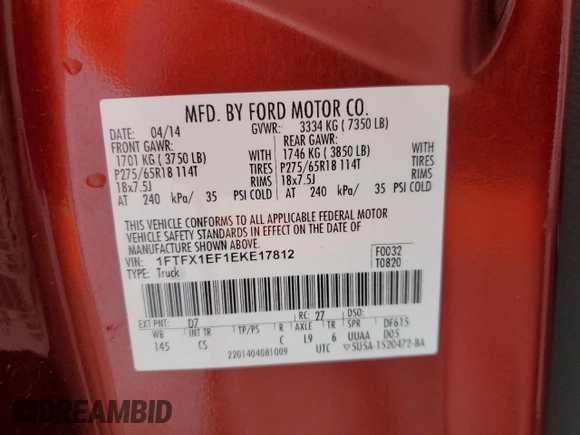 MFD. BY FORD MOTOR CO.
DATE: 04/14 GVWR: 3334 KG ( 7350 LB)
FRONT GAWR: REAR GAWR:
1701 KG ( 3750 LB) WITH 1746 KG ( 3850 LB) WITH
P275/65R18 114T TIRES P275/65R18 114T TIRES
18x7.5J RIMS 18x7.5J RIMS
AT 240 kPa/ 35 PSI COLD AT 240 kPa/ 35 PSI COLD
THIS VEHICLE CONFORMS TO ALL APPLICABLE FEDERAL MOTOR
VEHICLE SAFETY STANDARDS IN EFFECT ON THE DATE OF
MANUFACTURE SHOWN ABOVE.
VIN: 1FTFX1EF1EKE17812 F0032
TYPE: Truck T0820
EXT PNT: D7 RC: 27 DSO:
WB INT TR TP/PS R AXLE TR SPR DF615
145 CS C L9 6 UUAA D05
2201404081009 UTC ▽5USA-1520472-BA
DREAMBID